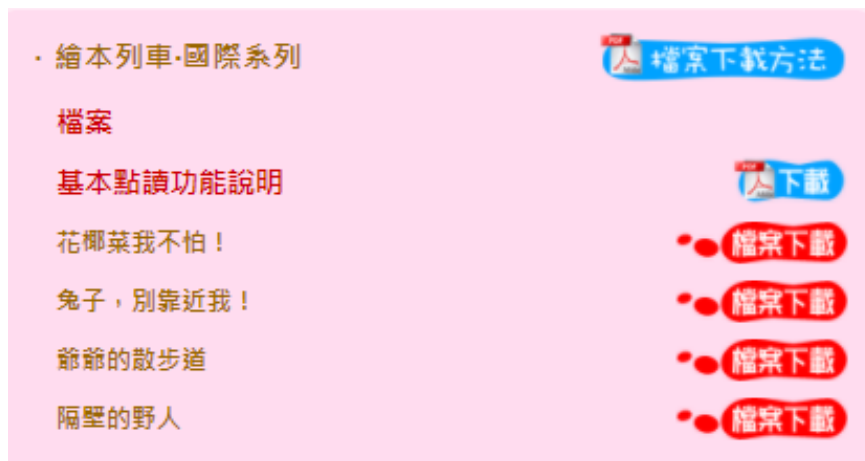 · 繪本列車·國際系列 檔案下載方法
檔案
基本點讀功能說明 下載
花椰菜我不怕！ 檔案下載
兔子，別靠近我！ 檔案下載
爺爺的散步道 檔案下載
隔壁的野人 檔案下載